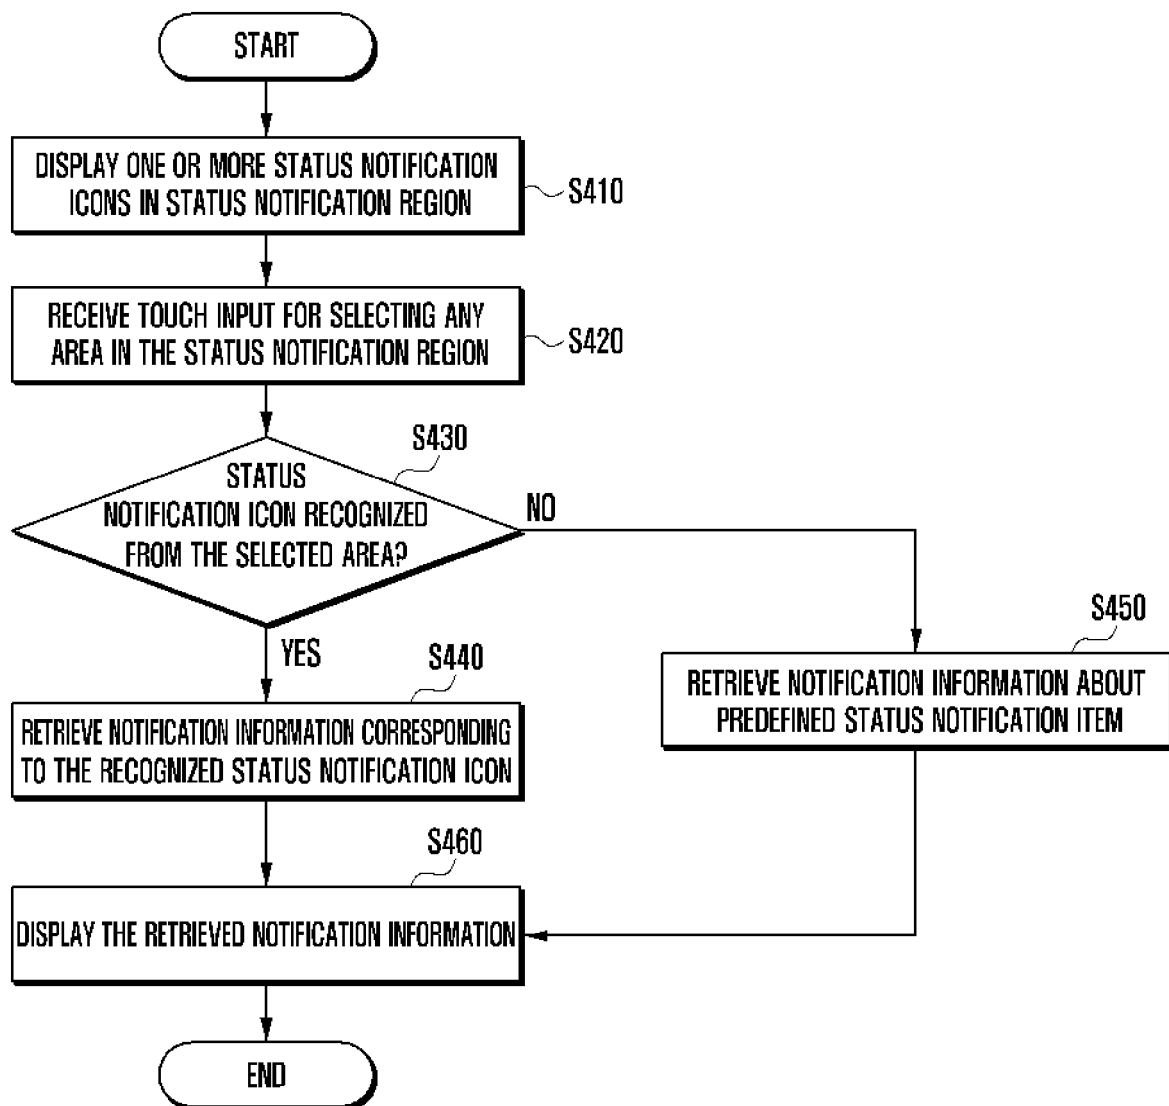 START
DISPLAY ONE OR MORE STATUS NOTIFICATION
ICONS IN STATUS NOTIFICATION REGION
S410
RECEIVE TOUCH INPUT FOR SELECTING ANY
AREA IN THE STATUS NOTIFICATION REGION
S420
S430
STATUS
NOTIFICATION ICON RECOGNIZED
FROM THE SELECTED AREA?
NO
YES
S440
RETRIEVE NOTIFICATION INFORMATION CORRESPONDING
TO THE RECOGNIZED STATUS NOTIFICATION ICON
S450
RETRIEVE NOTIFICATION INFORMATION ABOUT
PREDEFINED STATUS NOTIFICATION ITEM
S460
DISPLAY THE RETRIEVED NOTIFICATION INFORMATION
END